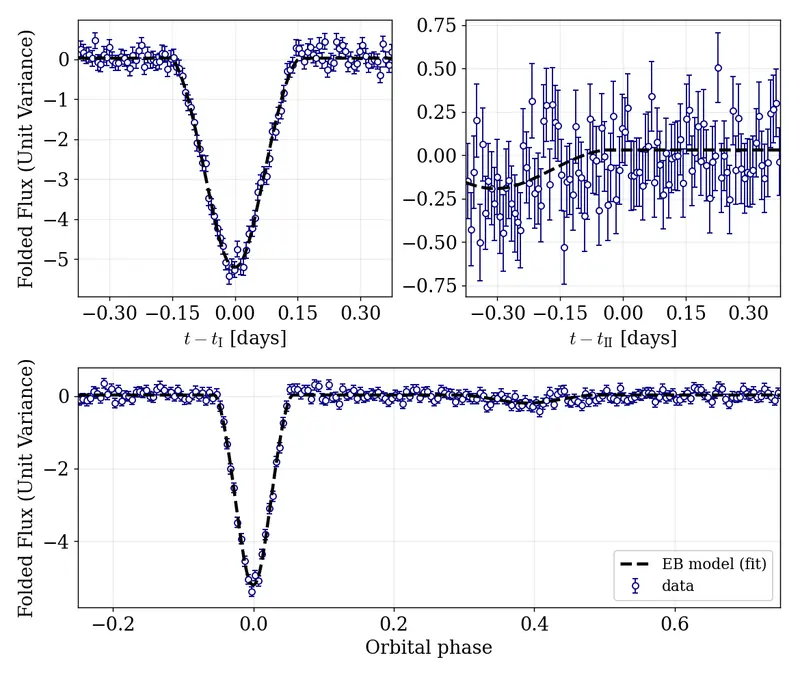 Folded Flux (Unit Variance)
0
−1
−2
−3
−4
−5
−0.30 −0.15 0.00 0.15 0.30
t − t_I [days]
0.75
0.50
0.25
0.00
−0.25
−0.50
−0.75
−0.30 −0.15 0.00 0.15 0.30
t − t_II [days]
Folded Flux (Unit Variance)
0
−2
−4
EB model (fit)
data
−0.2 0.0 0.2 0.4 0.6
Orbital phase